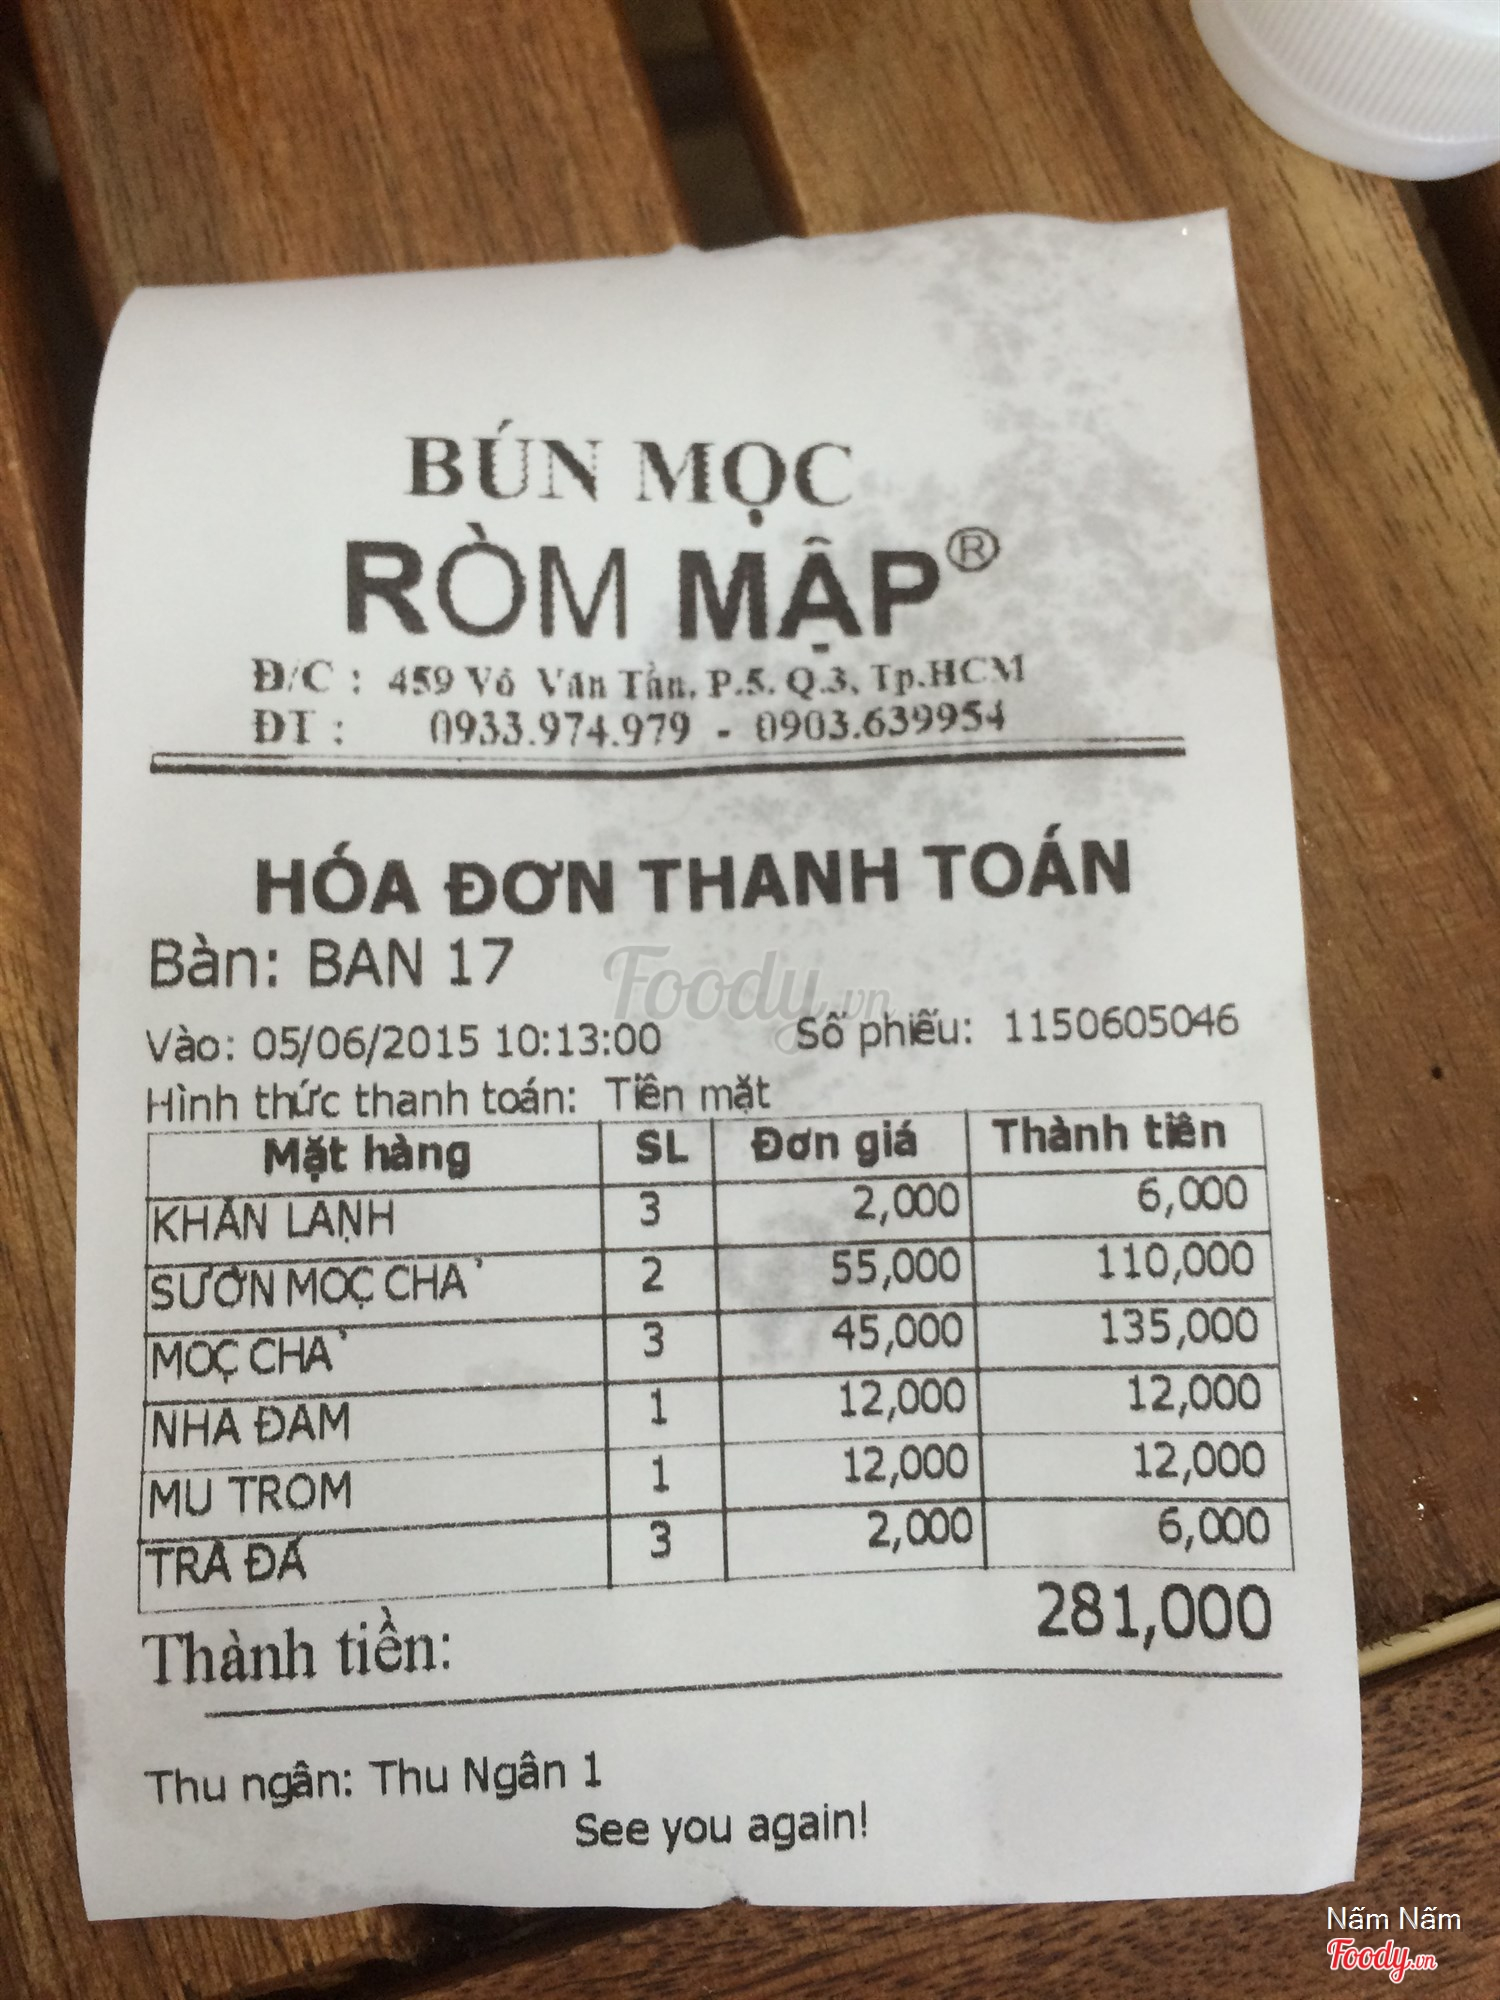 BÚN MỌC
RÒM MẬP®
Đ/C : 459 Võ Văn Tần, P.5, Q.3, Tp.HCM
ĐT : 0933.974.979 - 0903.639954
HÓA ĐƠN THANH TOÁN
Bàn: BAN 17
Foody.vn
Vào: 05/06/2015 10:13:00 Số phiếu: 1150605046
Hình thức thanh toán: Tiền mặt
Mặt hàng SL Đơn giá Thành tiền
KHĂN LẠNH 3 2,000 6,000
SƯỜN MỌC CHẢ 2 55,000 110,000
MỌC CHẢ 3 45,000 135,000
NHA ĐAM 1 12,000 12,000
MU TROM 1 12,000 12,000
TRÀ ĐÁ 3 2,000 6,000
Thành tiền: 281,000
Thu ngân: Thu Ngân 1
See you again!
Nấm Nấm
Foody.vn